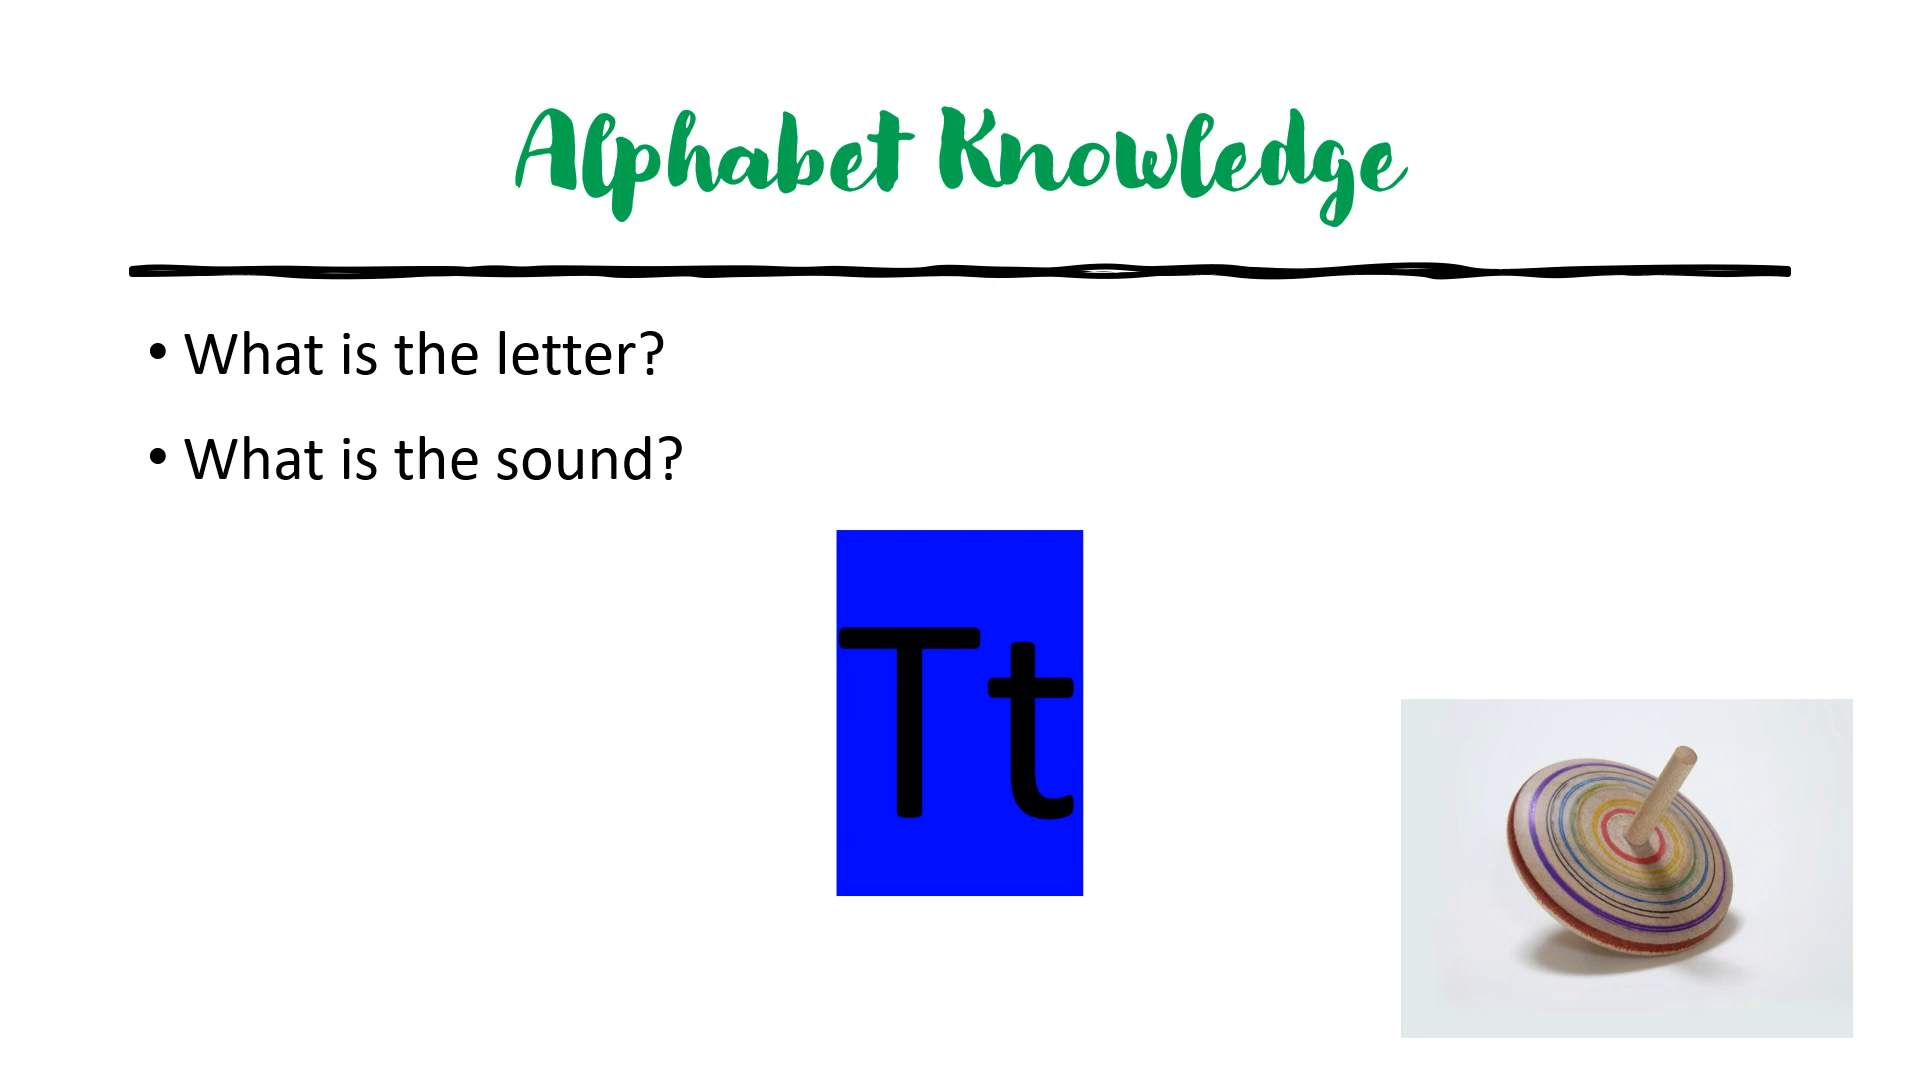 Alphabet Knowledge
• What is the letter?
• What is the sound?
Tt